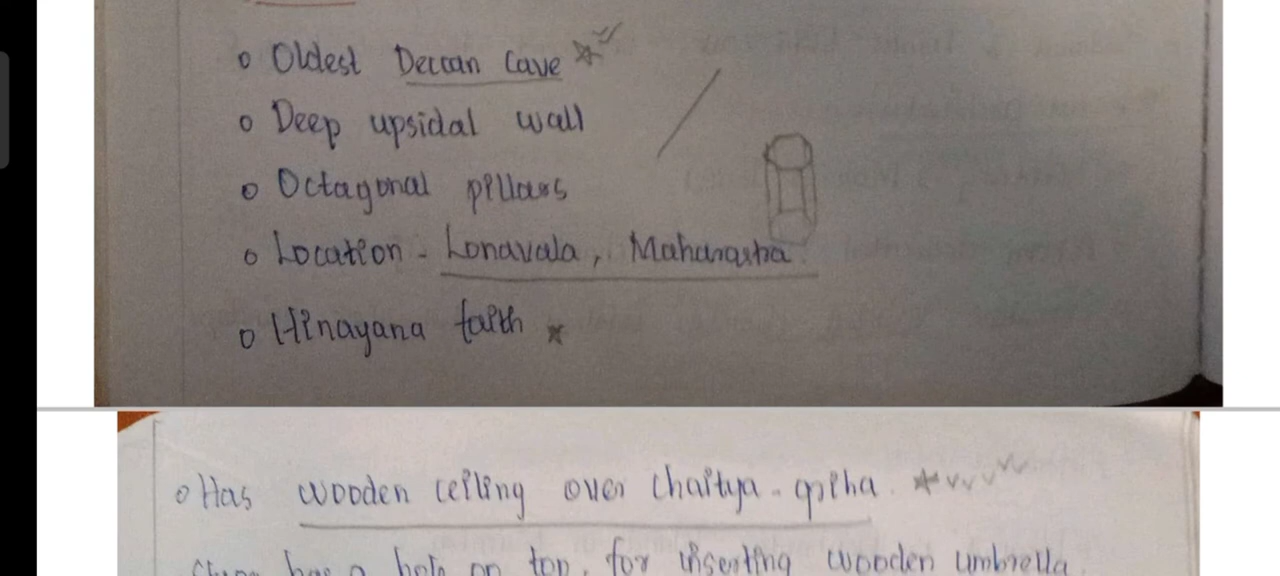 o Oldest Deccan Cave
o Deep upsidal wall
o Octagonal pillars
o Location - Lonavala, Maharastra
o Hinayana faith
o Has wooden ceiling over Chaitya - griha
has a hole on top, for inserting wooden umbrella